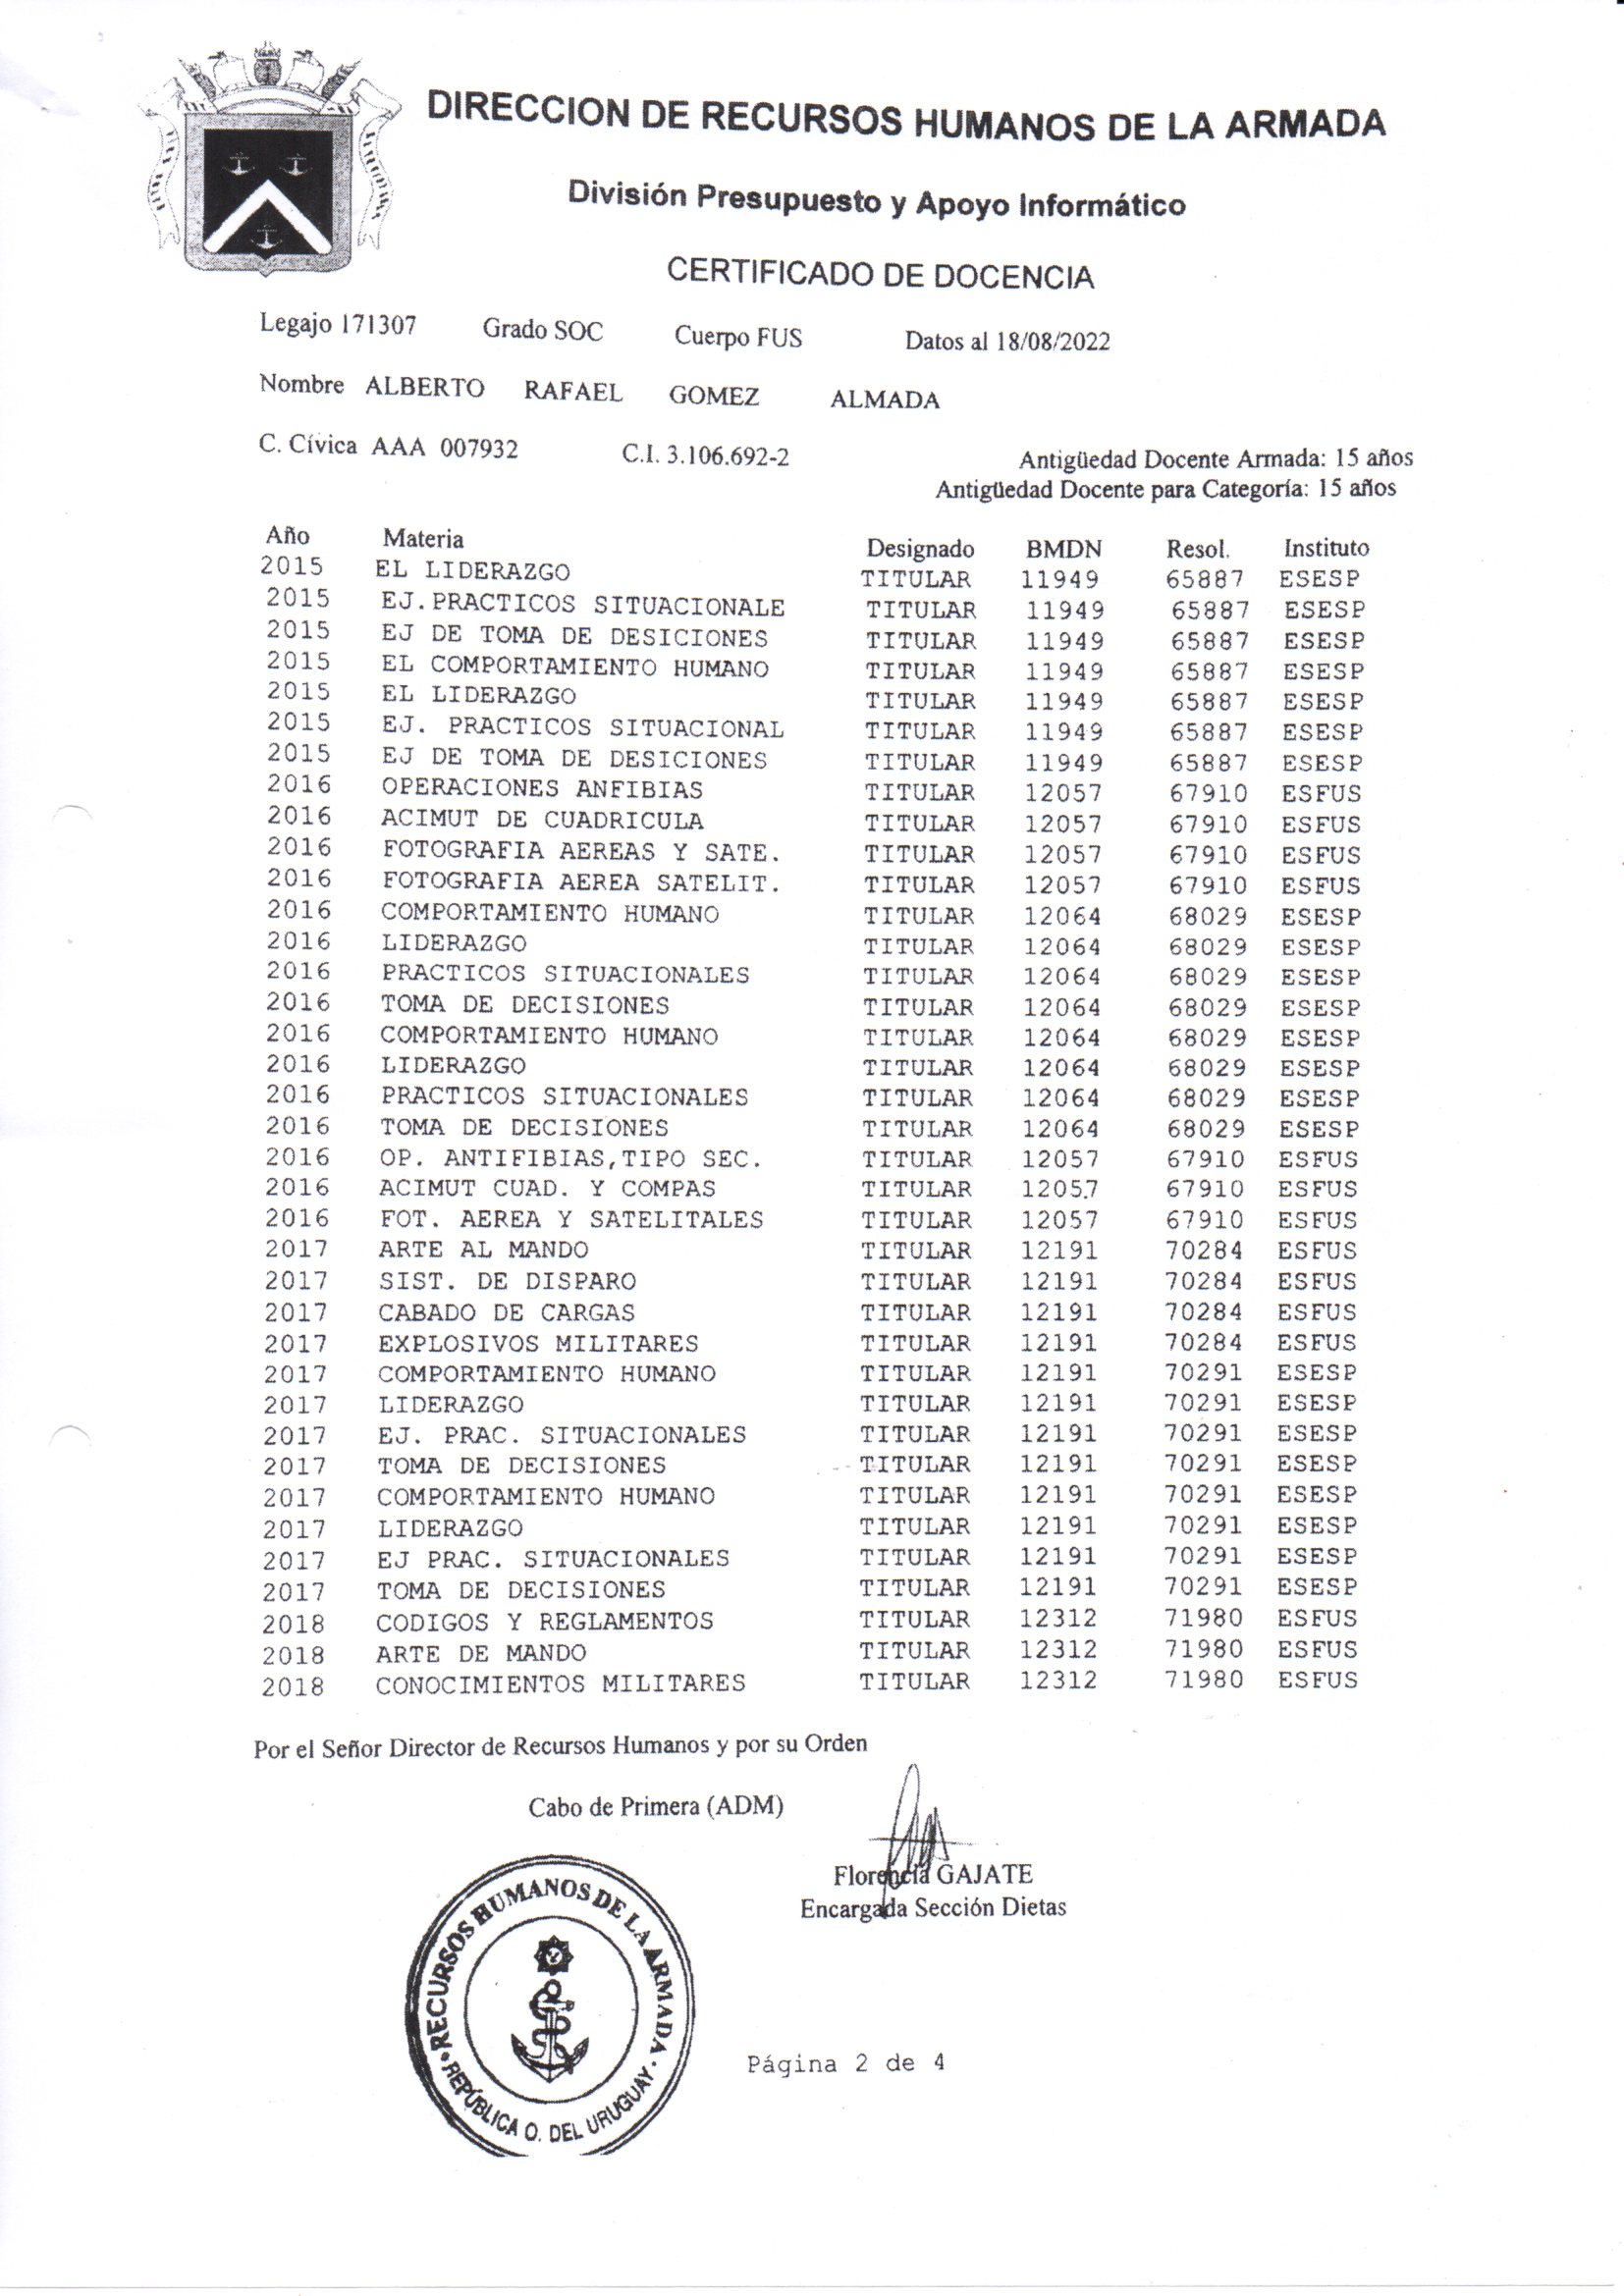 DIRECCION DE RECURSOS HUMANOS DE LA ARMADA
División Presupuesto y Apoyo Informático
CERTIFICADO DE DOCENCIA
Legajo 171307 Grado SOC Cuerpo FUS Datos al 18/08/2022
Nombre ALBERTO RAFAEL GOMEZ ALMADA
C. Cívica AAA 007932 C.I. 3.106.692-2 Antigüedad Docente Armada: 15 años
Antigüedad Docente para Categoría: 15 años
Año Materia Designado BMDN Resol. Instituto
2015 EL LIDERAZGO TITULAR 11949 65887 ESESP
2015 EJ.PRACTICOS SITUACIONALE TITULAR 11949 65887 ESESP
2015 EJ DE TOMA DE DESICIONES TITULAR 11949 65887 ESESP
2015 EL COMPORTAMIENTO HUMANO TITULAR 11949 65887 ESESP
2015 EL LIDERAZGO TITULAR 11949 65887 ESESP
2015 EJ. PRACTICOS SITUACIONAL TITULAR 11949 65887 ESESP
2015 EJ DE TOMA DE DESICIONES TITULAR 11949 65887 ESESP
2016 OPERACIONES ANFIBIAS TITULAR 12057 67910 ESFUS
2016 ACIMUT DE CUADRICULA TITULAR 12057 67910 ESFUS
2016 FOTOGRAFIA AEREAS Y SATE. TITULAR 12057 67910 ESFUS
2016 FOTOGRAFIA AEREA SATELIT. TITULAR 12057 67910 ESFUS
2016 COMPORTAMIENTO HUMANO TITULAR 12064 68029 ESESP
2016 LIDERAZGO TITULAR 12064 68029 ESESP
2016 PRACTICOS SITUACIONALES TITULAR 12064 68029 ESESP
2016 TOMA DE DECISIONES TITULAR 12064 68029 ESESP
2016 COMPORTAMIENTO HUMANO TITULAR 12064 68029 ESESP
2016 LIDERAZGO TITULAR 12064 68029 ESESP
2016 PRACTICOS SITUACIONALES TITULAR 12064 68029 ESESP
2016 TOMA DE DECISIONES TITULAR 12064 68029 ESESP
2016 OP. ANTIFIBIAS,TIPO SEC. TITULAR 12057 67910 ESFUS
2016 ACIMUT CUAD. Y COMPAS TITULAR 12057 67910 ESFUS
2016 FOT. AEREA Y SATELITALES TITULAR 12057 67910 ESFUS
2017 ARTE AL MANDO TITULAR 12191 70284 ESFUS
2017 SIST. DE DISPARO TITULAR 12191 70284 ESFUS
2017 CABADO DE CARGAS TITULAR 12191 70284 ESFUS
2017 EXPLOSIVOS MILITARES TITULAR 12191 70284 ESFUS
2017 COMPORTAMIENTO HUMANO TITULAR 12191 70291 ESESP
2017 LIDERAZGO TITULAR 12191 70291 ESESP
2017 EJ. PRAC. SITUACIONALES TITULAR 12191 70291 ESESP
2017 TOMA DE DECISIONES TITULAR 12191 70291 ESESP
2017 COMPORTAMIENTO HUMANO TITULAR 12191 70291 ESESP
2017 LIDERAZGO TITULAR 12191 70291 ESESP
2017 EJ PRAC. SITUACIONALES TITULAR 12191 70291 ESESP
2017 TOMA DE DECISIONES TITULAR 12191 70291 ESESP
2018 CODIGOS Y REGLAMENTOS TITULAR 12312 71980 ESFUS
2018 ARTE DE MANDO TITULAR 12312 71980 ESFUS
2018 CONOCIMIENTOS MILITARES TITULAR 12312 71980 ESFUS
Por el Señor Director de Recursos Humanos y por su Orden
Cabo de Primera (ADM)
Florencia GAJATE
Encargada Sección Dietas
RECURSOS HUMANOS DE LA ARMADA
REPÚBLICA O. DEL URUGUAY
Página 2 de 4